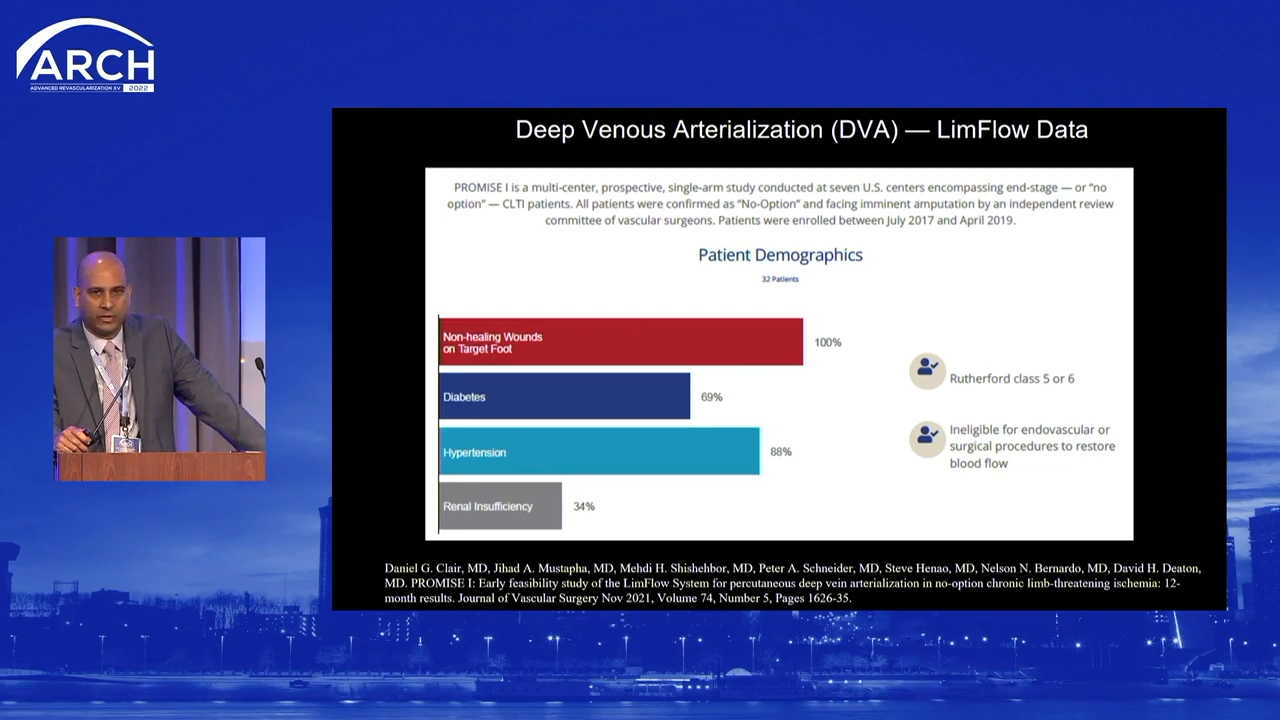 ARCH
ADVANCED REVASCULARIZATION XV 2022
Deep Venous Arterialization (DVA) — LimFlow Data
PROMISE I is a multi-center, prospective, single-arm study conducted at seven U.S. centers encompassing end-stage — or “no
option” — CLTI patients. All patients were confirmed as “No-Option” and facing imminent amputation by an independent review
committee of vascular surgeons. Patients were enrolled between July 2017 and April 2019.
Patient Demographics
32 Patients
Non-healing Wounds
on Target Foot
100%
Diabetes
69%
Hypertension
88%
Renal Insufficiency
34%
Rutherford class 5 or 6
Ineligible for endovascular or
surgical procedures to restore
blood flow
Daniel G. Clair, MD, Jihad A. Mustapha, MD, Mehdi H. Shishehbor, MD, Peter A. Schneider, MD, Steve Henao, MD, Nelson N. Bernardo, MD, David H. Deaton,
MD. PROMISE I: Early feasibility study of the LimFlow System for percutaneous deep vein arterialization in no-option chronic limb-threatening ischemia: 12-
month results. Journal of Vascular Surgery Nov 2021, Volume 74, Number 5, Pages 1626-35.